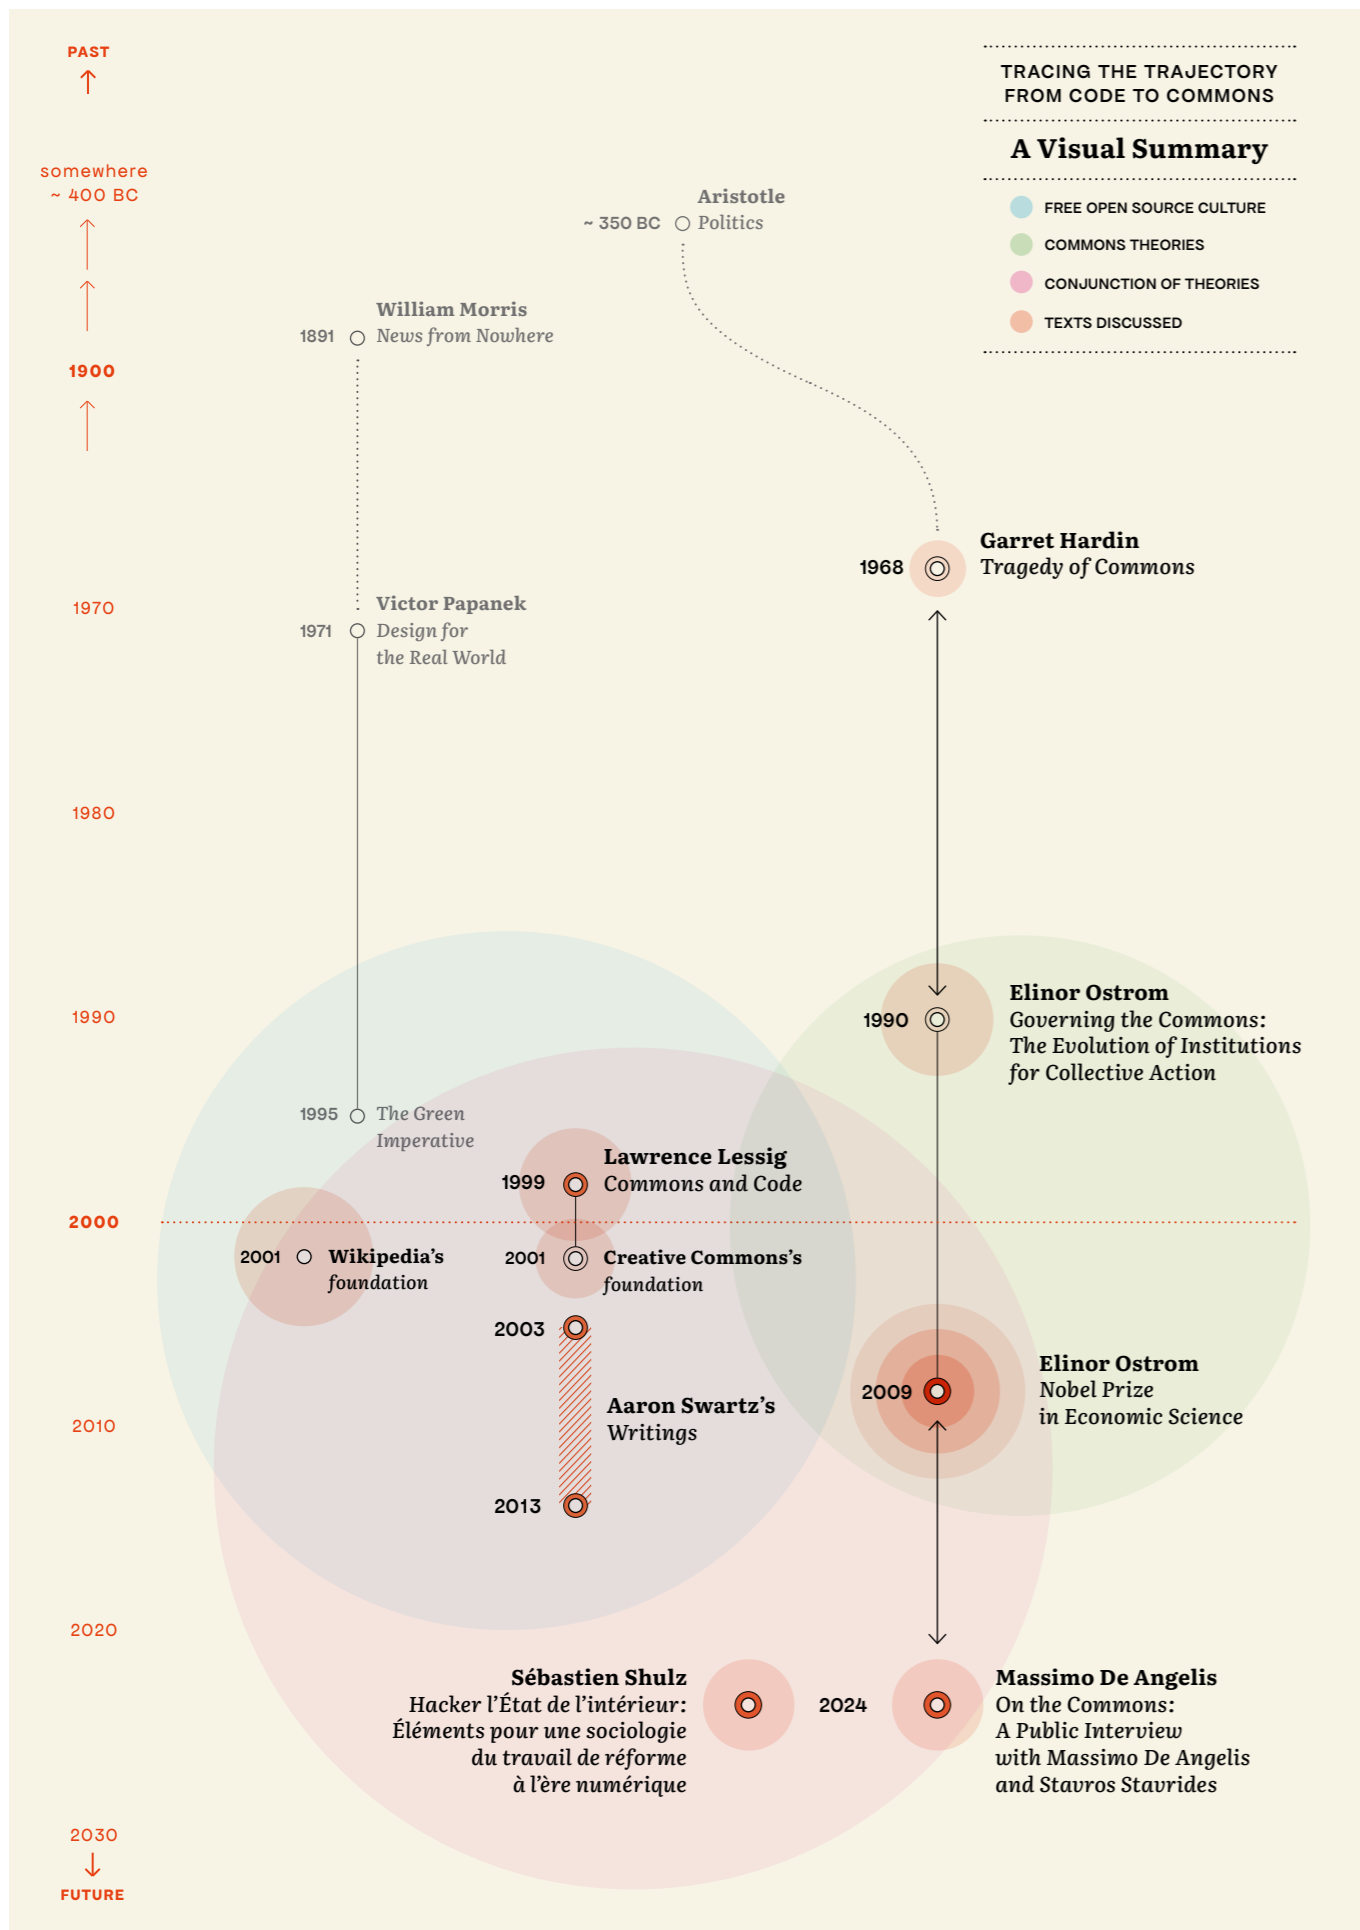 PAST
TRACING THE TRAJECTORY
FROM CODE TO COMMONS
A Visual Summary
FREE OPEN SOURCE CULTURE
COMMONS THEORIES
CONJUNCTION OF THEORIES
TEXTS DISCUSSED
somewhere
~ 400 BC
Aristotle
~ 350 BC Politics
William Morris
1891 News from Nowhere
1900
Garret Hardin
1968 Tragedy of Commons
1970
Victor Papanek
1971 Design for
the Real World
1980
1990
Elinor Ostrom
1990 Governing the Commons:
The Evolution of Institutions
for Collective Action
1995 The Green
Imperative
Lawrence Lessig
1999 Commons and Code
2000
2001 Wikipedia’s
foundation
2001 Creative Commons’s
foundation
2003
Aaron Swartz’s
Writings
2013
Elinor Ostrom
2009 Nobel Prize
in Economic Science
2010
2020
Sébastien Shulz
Hacker l’État de l’intérieur:
Éléments pour une sociologie
du travail de réforme
à l’ère numérique
2024
Massimo De Angelis
On the Commons:
A Public Interview
with Massimo De Angelis
and Stavros Stavrides
2030
FUTURE